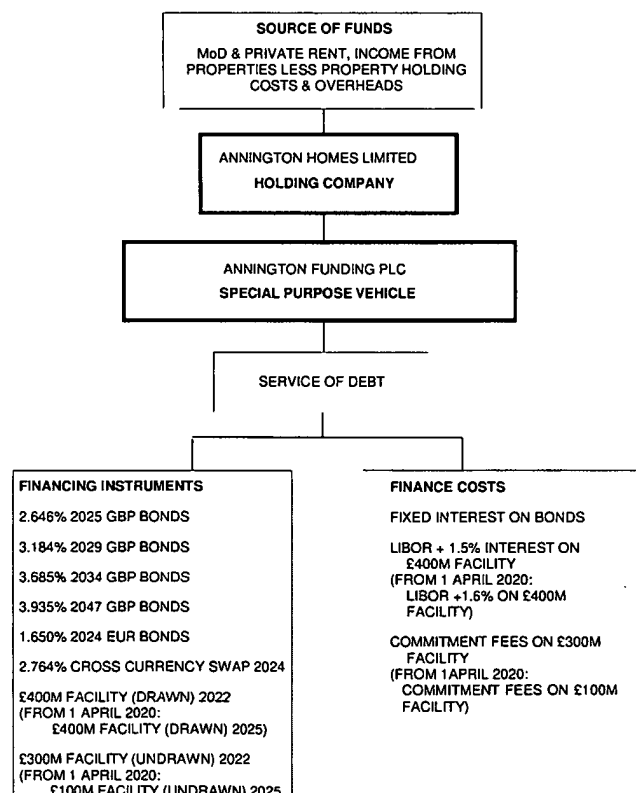 SOURCE OF FUNDS
MoD & PRIVATE RENT, INCOME FROM
PROPERTIES LESS PROPERTY HOLDING
COSTS & OVERHEADS
ANNINGTON HOMES LIMITED
HOLDING COMPANY
ANNINGTON FUNDING PLC
SPECIAL PURPOSE VEHICLE
SERVICE OF DEBT
FINANCING INSTRUMENTS
2.646% 2025 GBP BONDS
3.184% 2029 GBP BONDS
3.685% 2034 GBP BONDS
3.935% 2047 GBP BONDS
1.650% 2024 EUR BONDS
2.764% CROSS CURRENCY SWAP 2024
£400M FACILITY (DRAWN) 2022
(FROM 1 APRIL 2020:
£400M FACILITY (DRAWN) 2025)
£300M FACILITY (UNDRAWN) 2022
(FROM 1 APRIL 2020:
£100M FACILITY (UNDRAWN) 2025
FINANCE COSTS
FIXED INTEREST ON BONDS
LIBOR + 1.5% INTEREST ON
£400M FACILITY
(FROM 1 APRIL 2020:
LIBOR +1.6% ON £400M
FACILITY)
COMMITMENT FEES ON £300M
FACILITY
(FROM 1APRIL 2020:
COMMITMENT FEES ON £100M
FACILITY)